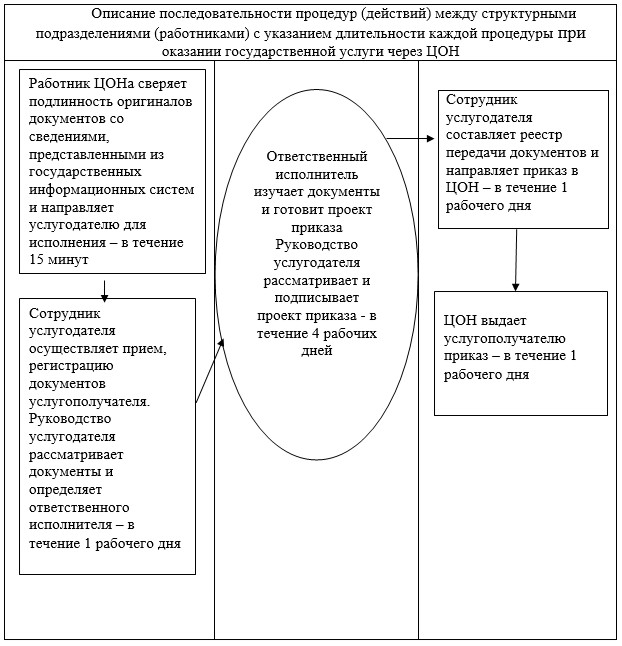 Описание последовательности процедур (действий) между структурными
подразделениями (работниками) с указанием длительности каждой процедуры при
оказании государственной услуги через ЦОН
Работник ЦОНа сверяет
подлинность оригиналов
документов со
сведениями,
представленными из
государственных
информационных систем
и направляет
услугодателю для
исполнения – в течение
15 минут
Сотрудник
услугодателя
осуществляет прием,
регистрацию
документов
услугополучателя.
Руководство
услугодателя
рассматривает
документы и
определяет
ответственного
исполнителя – в
течение 1 рабочего дня
Ответственный
исполнитель
изучает документы
и готовит проект
приказа
Руководство
услугодателя
рассматривает и
подписывает
проект приказа - в
течение 4 рабочих
дней
Сотрудник
услугодателя
составляет реестр
передачи документов и
направляет приказ в
ЦОН – в течение 1
рабочего дня
ЦОН выдает
услугополучателю
приказ – в течение 1
рабочего дня